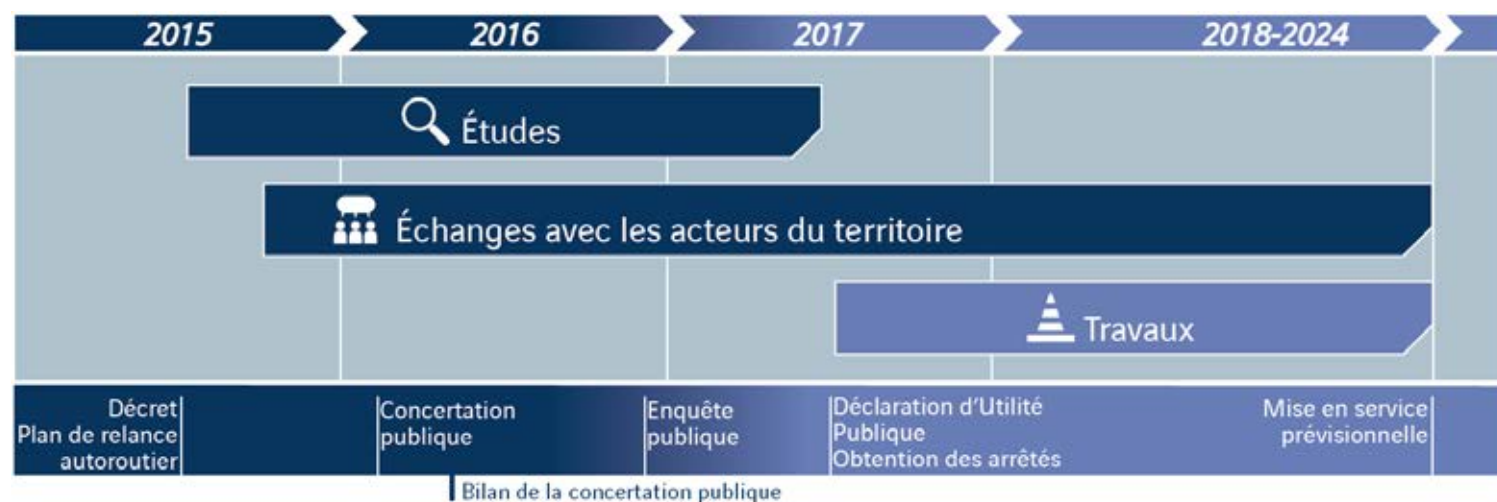 2015
2016
2017
2018-2024
Études
Échanges avec les acteurs du territoire
Travaux
Décret
Plan de relance
autoroutier
Concertation
publique
Enquête
publique
Déclaration d'Utilité
Publique
Obtention des arrêtés
Mise en service
prévisionnelle
Bilan de la concertation publique